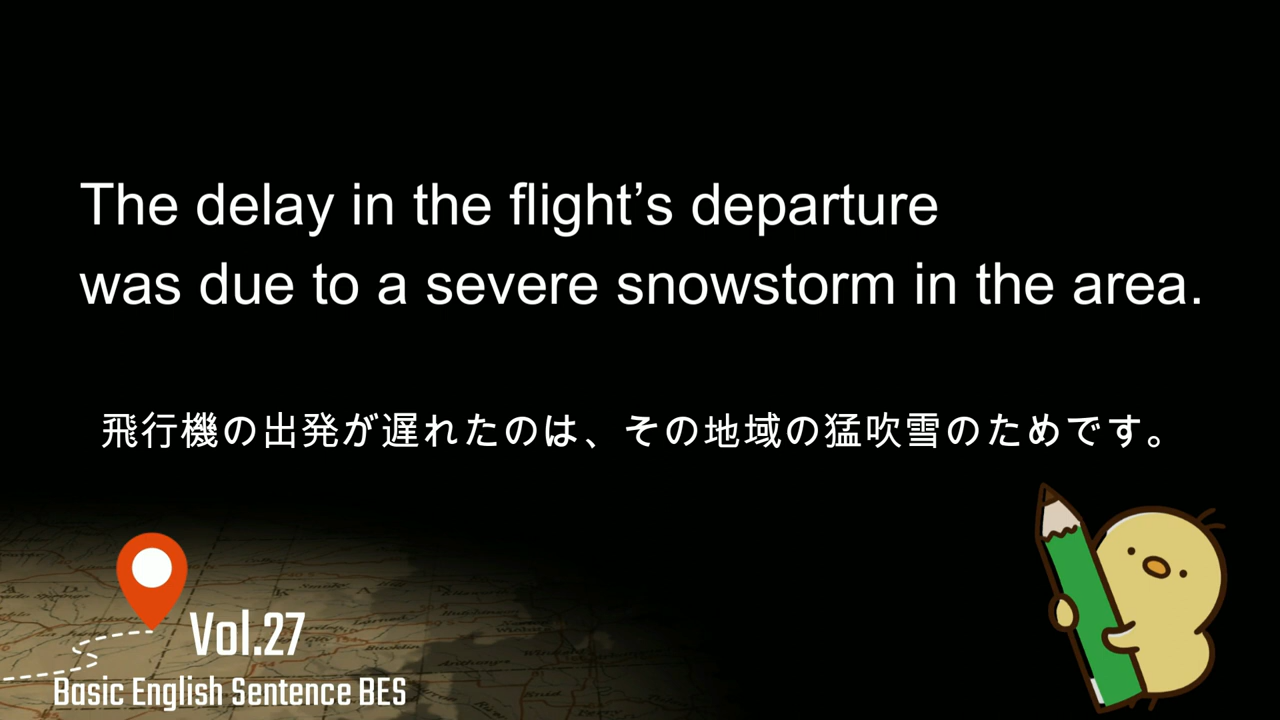 The delay in the flight’s departure
was due to a severe snowstorm in the area.
飛行機の出発が遅れたのは、その地域の猛吹雪のためです。
Vol.27
Basic English Sentence BES